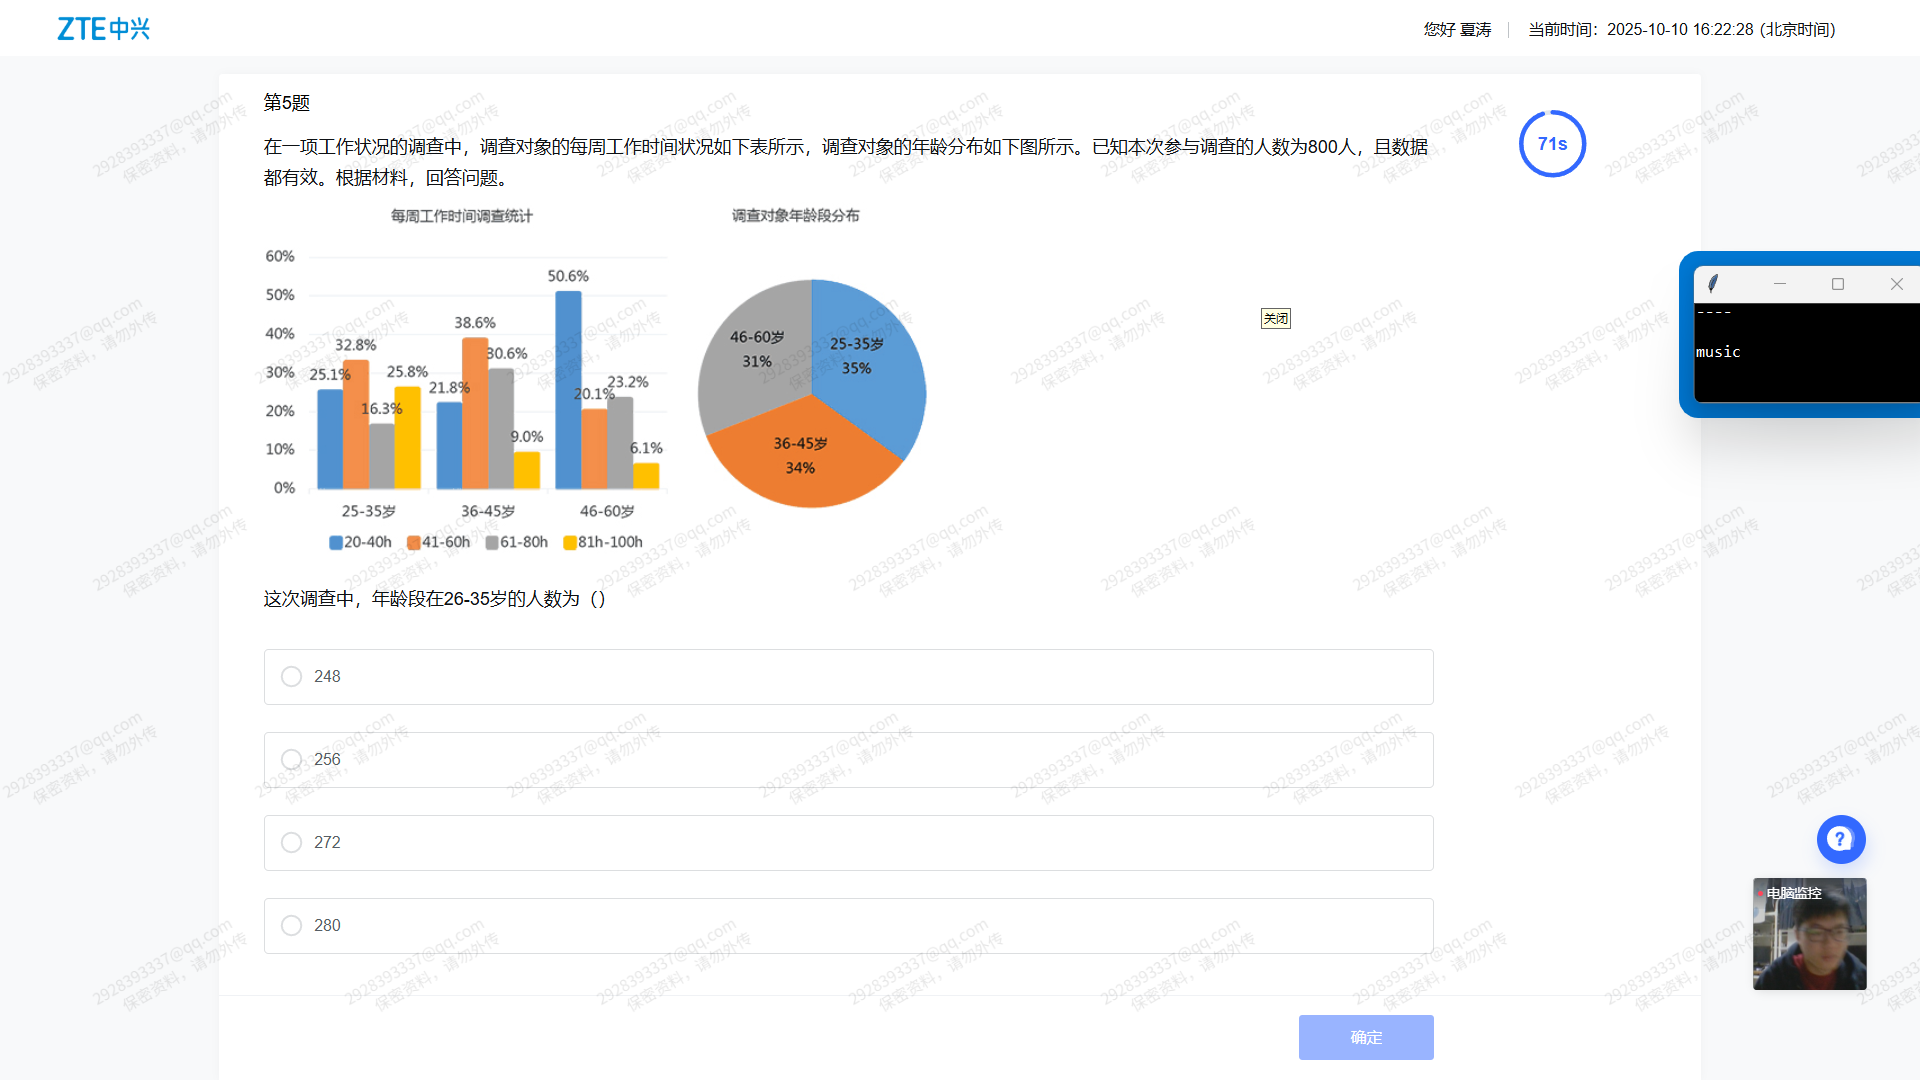 ZTE中兴
您好 夏涛
当前时间：2025-10-10 16:22:28 (北京时间)
第5题
71s
在一项工作状况的调查中，调查对象的每周工作时间状况如下表所示，调查对象的年龄分布如下图所示。已知本次参与调查的人数为800人，且数据
都有效。根据材料，回答问题。
每周工作时间调查统计
60%
50%
40%
30%
20%
10%
0%
25.1%
32.8%
16.3%
25.8%
21.8%
38.6%
30.6%
9.0%
50.6%
20.1%
23.2%
6.1%
25-35岁
36-45岁
46-60岁
20-40h
41-60h
61-80h
81h-100h
调查对象年龄段分布
46-60岁
31%
25-35岁
35%
36-45岁
34%
关闭
----
music
这次调查中，年龄段在26-35岁的人数为（）
248
256
272
280
确定
?
电脑监控
2928393337@qq.com
保密资料，请勿外传